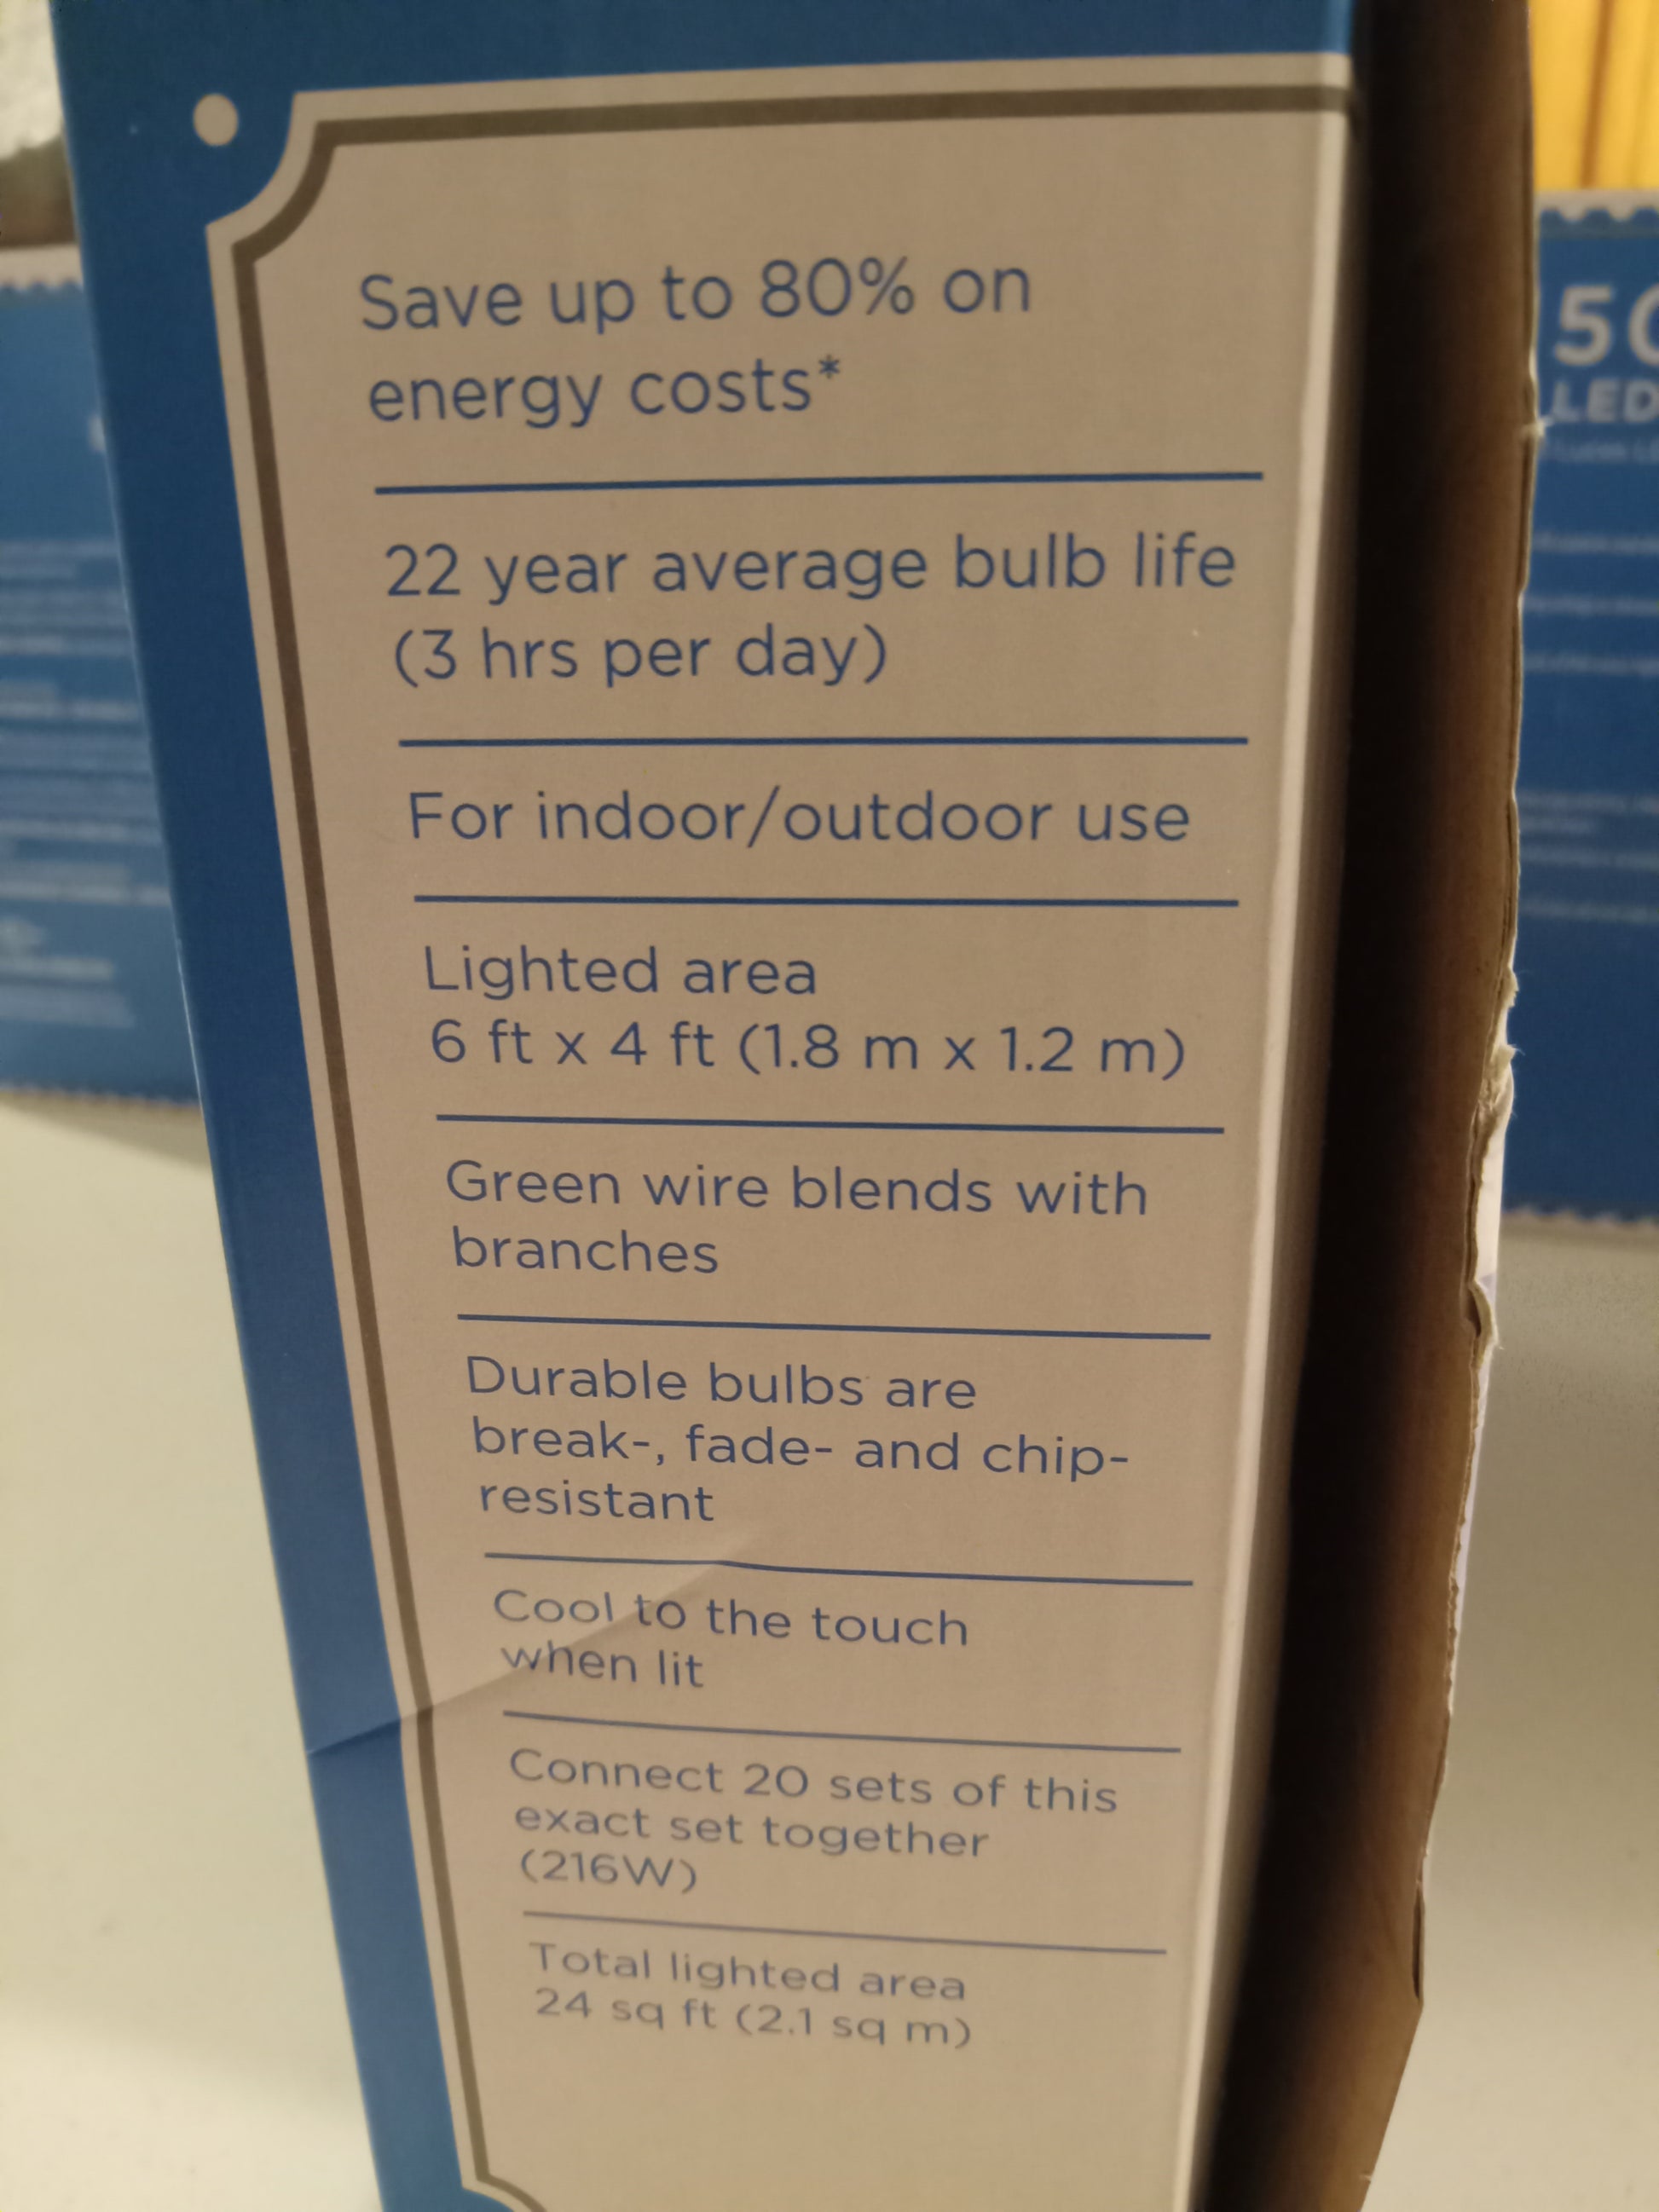 Save up to 80% on
energy costs*
22 year average bulb life
(3 hrs per day)
For indoor/outdoor use
Lighted area
6 ft x 4 ft (1.8 m x 1.2 m)
Green wire blends with
branches
Durable bulbs are
break-, fade- and chip-
resistant
Cool to the touch
when lit
Connect 20 sets of this
exact set together
(216W)
Total lighted area
24 sq ft (2.1 sq m)
50
LED